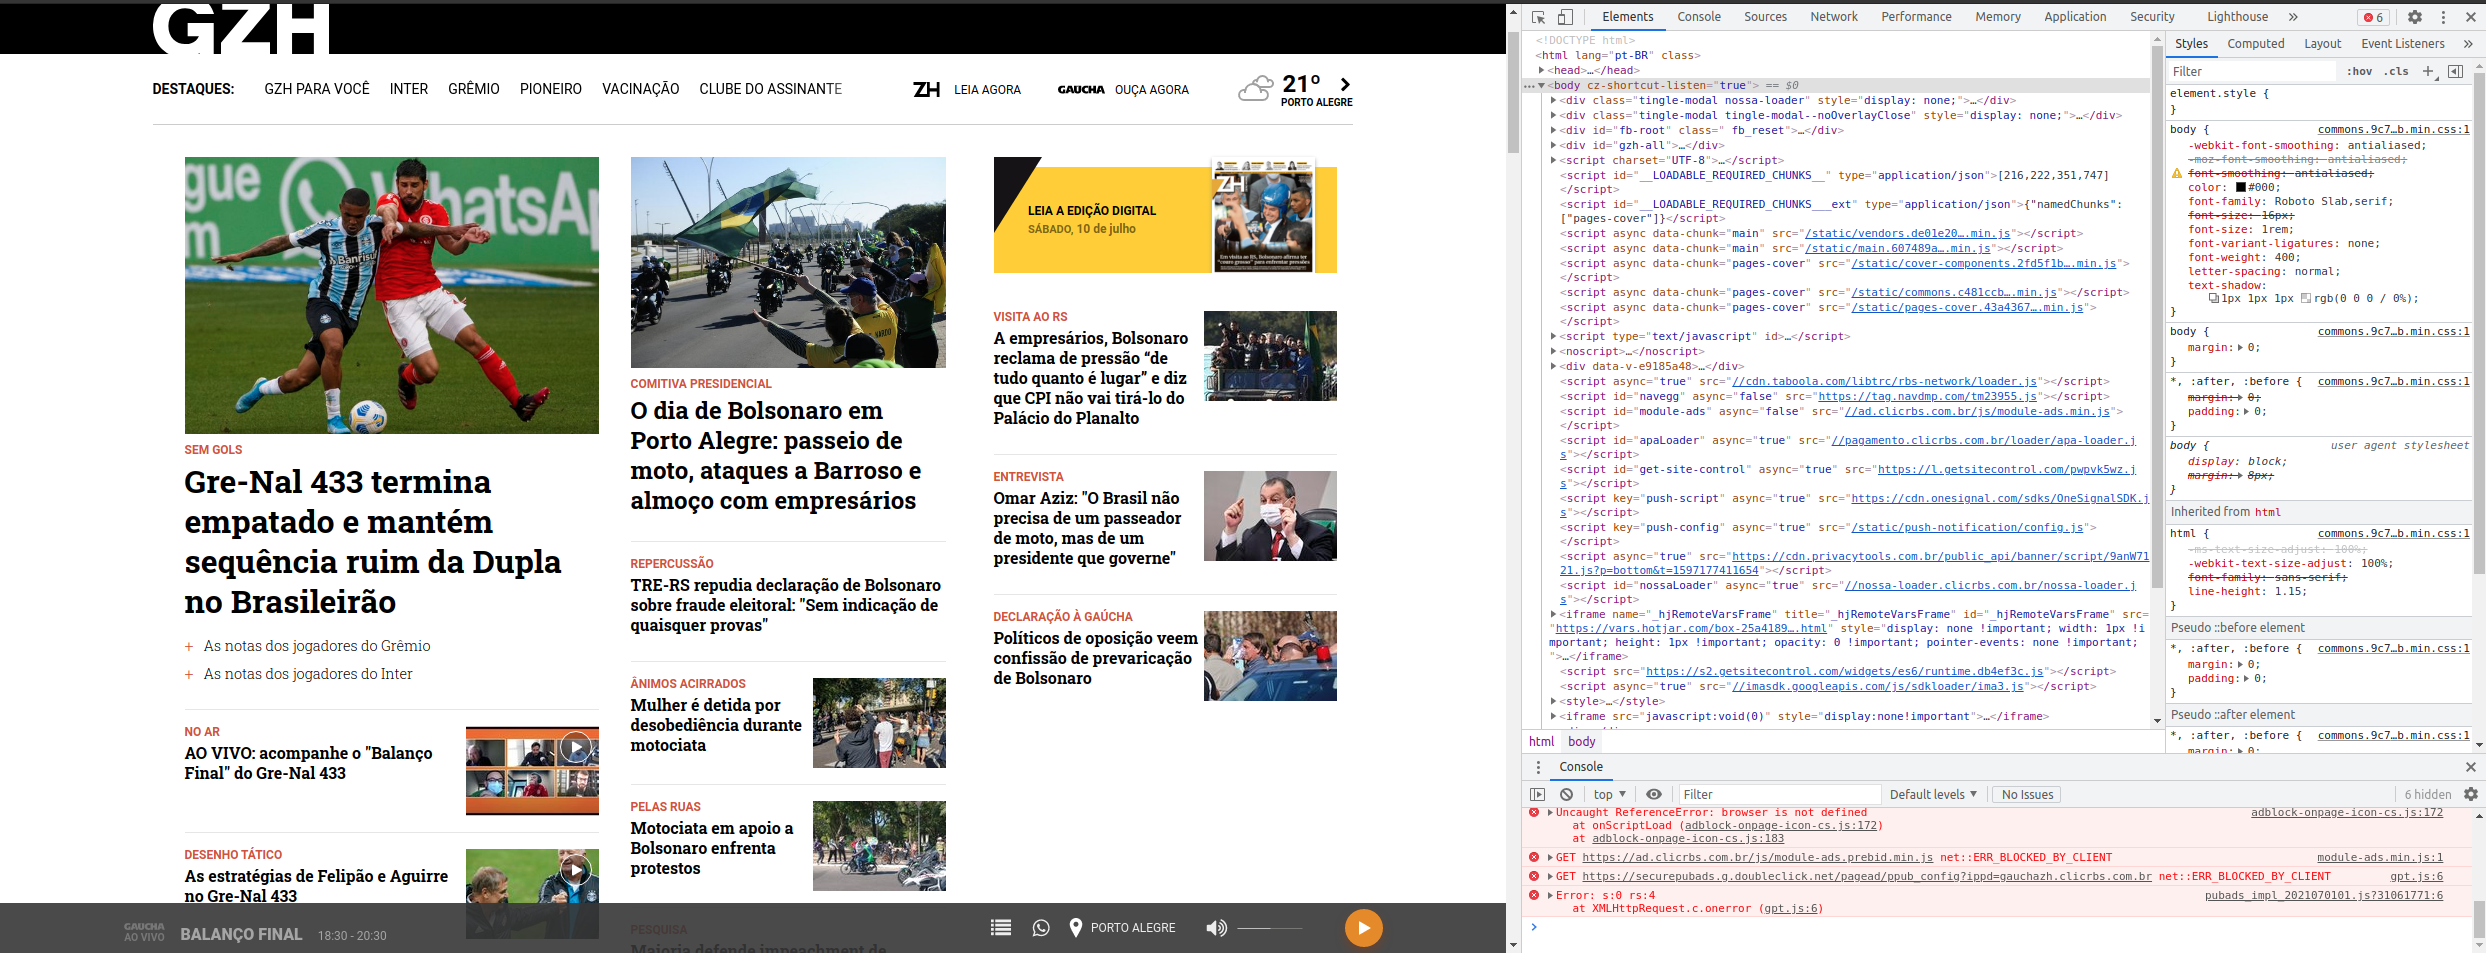 GZH
DESTAQUES:
GZH PARA VOCÊ
INTER
GRÊMIO
PIONEIRO
VACINAÇÃO
CLUBE DO ASSINANTE
ZH LEIA AGORA
GAUCHA OUÇA AGORA
21º
PORTO ALEGRE
SEM GOLS
Gre-Nal 433 termina
empatado e mantém
sequência ruim da Dupla
no Brasileirão
+ As notas dos jogadores do Grêmio
+ As notas dos jogadores do Inter
NO AR
AO VIVO: acompanhe o "Balanço
Final" do Gre-Nal 433
DESENHO TÁTICO
As estratégias de Felipão e Aguirre
no Gre-Nal 433
COMITIVA PRESIDENCIAL
O dia de Bolsonaro em
Porto Alegre: passeio de
moto, ataques a Barroso e
almoço com empresários
REPERCUSSÃO
TRE-RS repudia declaração de Bolsonaro
sobre fraude eleitoral: "Sem indicação de
quaisquer provas"
ÂNIMOS ACIRRADOS
Mulher é detida por
desobediência durante
motociata
PELAS RUAS
Motociata em apoio a
Bolsonaro enfrenta
protestos
PESQUISA
Maioria defende impeachment de
LEIA A EDIÇÃO DIGITAL
SÁBADO, 10 de julho
ZH
VISITA AO RS
A empresários, Bolsonaro
reclama de pressão “de
tudo quanto é lugar” e diz
que CPI não vai tirá-lo do
Palácio do Planalto
ENTREVISTA
Omar Aziz: "O Brasil não
precisa de um passeador
de moto, mas de um
presidente que governe"
DECLARAÇÃO À GAÚCHA
Políticos de oposição veem
confissão de prevaricação
de Bolsonaro
GAUCHA
AO VIVO
BALANÇO FINAL 18:30 - 20:30
PORTO ALEGRE
Elements Console Sources Network Performance Memory Application Security Lighthouse » 6
<!DOCTYPE html>
<html lang="pt-BR" class>
<head>…</head>
<body cz-shortcut-listen="true"> == $0
<div class="tingle-modal nossa-loader" style="display: none;">…</div>
<div class="tingle-modal tingle-modal--noOverlayClose" style="display: none;">…</div>
<div id="fb-root" class=" fb_reset">…</div>
<div id="gzh-all">…</div>
<script charset="UTF-8">…</script>
<script id="__LOADABLE_REQUIRED_CHUNKS__" type="application/json">[216,222,351,747]
</script>
<script id="__LOADABLE_REQUIRED_CHUNKS___ext" type="application/json">{"namedChunks":
["pages-cover"]}</script>
<script async data-chunk="main" src="/static/vendors.de01e20….min.js"></script>
<script async data-chunk="main" src="/static/main.607489a….min.js"></script>
<script async data-chunk="pages-cover" src="/static/cover-components.2fd5f1b….min.js">
</script>
<script async data-chunk="pages-cover" src="/static/commons.c481ccb….min.js"></script>
<script async data-chunk="pages-cover" src="/static/pages-cover.43a4367….min.js">
</script>
<script type="text/javascript" id>…</script>
<noscript>…</noscript>
<div data-v-e9185a48>…</div>
<script async="true" src="//cdn.taboola.com/libtrc/rbs-network/loader.js"></script>
<script id="navegg" async="false" src="https://tag.navdmp.com/tm23955.js"></script>
<script id="module-ads" async="false" src="//ad.clicrbs.com.br/js/module-ads.min.js">
</script>
<script id="apaLoader" async="true" src="//pagamento.clicrbs.com.br/loader/apa-loader.j
s"></script>
<script id="get-site-control" async="true" src="https://l.getsitecontrol.com/pwpvk5wz.j
s"></script>
<script key="push-script" async="true" src="https://cdn.onesignal.com/sdks/OneSignalSDK.j
s"></script>
<script key="push-config" async="true" src="/static/push-notification/config.js">
</script>
<script async="true" src="https://cdn.privacytools.com.br/public_api/banner/script/9anW71
21.js?p=bottom&t=1597177411654"></script>
<script id="nossaLoader" async="true" src="//nossa-loader.clicrbs.com.br/nossa-loader.j
s"></script>
<iframe name="_hjRemoteVarsFrame" title="_hjRemoteVarsFrame" id="_hjRemoteVarsFrame" src=
"https://vars.hotjar.com/box-25a4189….html" style="display: none !important; width: 1px !i
mportant; height: 1px !important; opacity: 0 !important; pointer-events: none !important;
">…</iframe>
<script src="https://s2.getsitecontrol.com/widgets/es6/runtime.db4ef3c.js"></script>
<script async="true" src="//imasdk.googleapis.com/js/sdkloader/ima3.js"></script>
<style>…</style>
<iframe src="javascript:void(0)" style="display:none!important">…</iframe>
html body
Styles Computed Layout Event Listeners »
Filter :hov .cls +
element.style {
}
body { commons.9c7…b.min.css:1
-webkit-font-smoothing: antialiased;
-moz-font-smoothing: antialiased;
font-smoothing: antialiased;
color: #000;
font-family: Roboto Slab,serif;
font-size: 16px;
font-size: 1rem;
font-variant-ligatures: none;
font-weight: 400;
letter-spacing: normal;
text-shadow:
1px 1px 1px rgb(0 0 0 / 0%);
}
body { commons.9c7…b.min.css:1
margin: 0;
}
*, :after, :before { commons.9c7…b.min.css:1
margin: 0;
padding: 0;
}
body { user agent stylesheet
display: block;
margin: 8px;
}
Inherited from html
html { commons.9c7…b.min.css:1
-ms-text-size-adjust: 100%;
-webkit-text-size-adjust: 100%;
font-family: sans-serif;
line-height: 1.15;
}
Pseudo ::before element
*, :after, :before { commons.9c7…b.min.css:1
margin: 0;
padding: 0;
}
Pseudo ::after element
*, :after, :before { commons.9c7…b.min.css:1
margin: 0;
Console
top Filter Default levels No Issues 6 hidden
Uncaught ReferenceError: browser is not defined adblock-onpage-icon-cs.js:172
at onScriptLoad (adblock-onpage-icon-cs.js:172)
at adblock-onpage-icon-cs.js:183
GET https://ad.clicrbs.com.br/js/module-ads.prebid.min.js net::ERR_BLOCKED_BY_CLIENT module-ads.min.js:1
GET https://securepubads.g.doubleclick.net/pagead/ppub_config?ippd=gauchazh.clicrbs.com.br net::ERR_BLOCKED_BY_CLIENT gpt.js:6
Error: s:0 rs:4 pubads_impl_2021070101.js?31061771:6
at XMLHttpRequest.c.onerror (gpt.js:6)